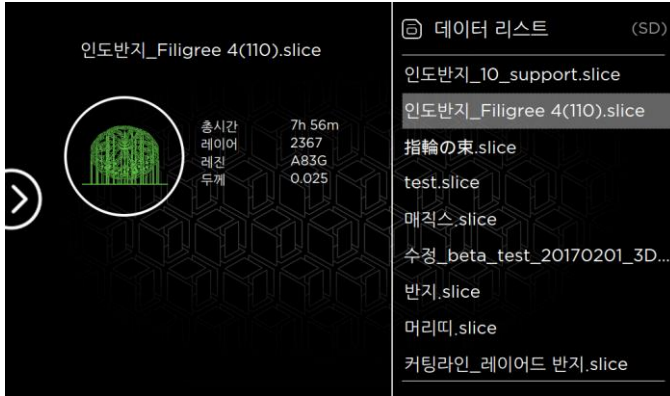 인도반지_Filigree 4(110).slice
총시간 7h 56m
레이어 2367
레진 A83G
두께 0.025
데이터 리스트 (SD)
인도반지_10_support.slice
인도반지_Filigree 4(110).slice
指輪の束.slice
test.slice
매직스.slice
수정_beta_test_20170201_3D...
반지.slice
머리띠.slice
커팅라인_레이어드 반지.slice